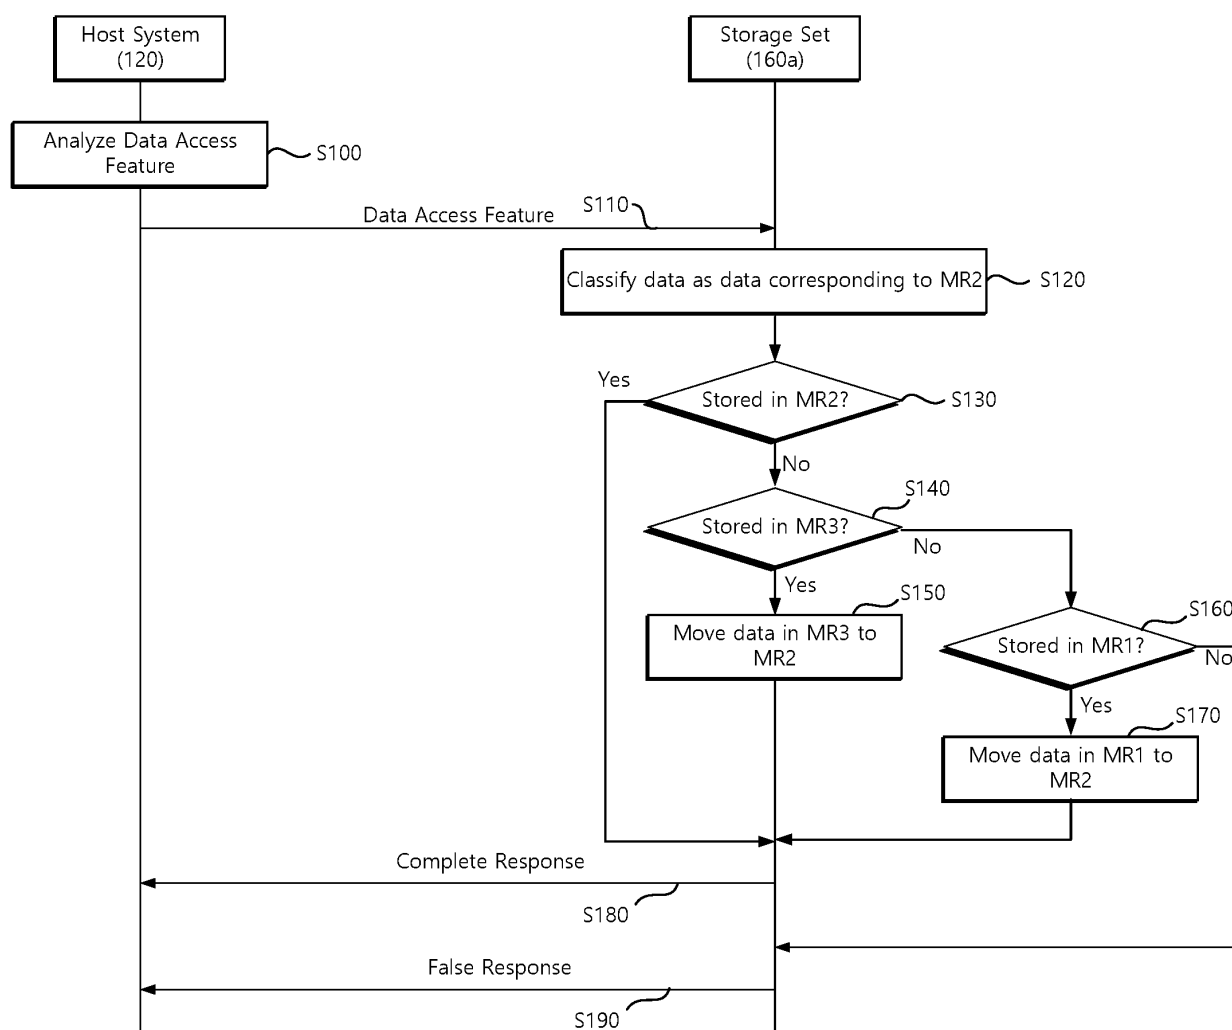 Host System
(120)
Storage Set
(160a)
Analyze Data Access
Feature
S100
Data Access Feature
S110
Classify data as data corresponding to MR2
S120
Yes
Stored in MR2?
S130
No
S140
Stored in MR3?
No
Yes
S150
Move data in MR3 to
MR2
S160
Stored in MR1?
No
Yes
S170
Move data in MR1 to
MR2
Complete Response
S180
False Response
S190